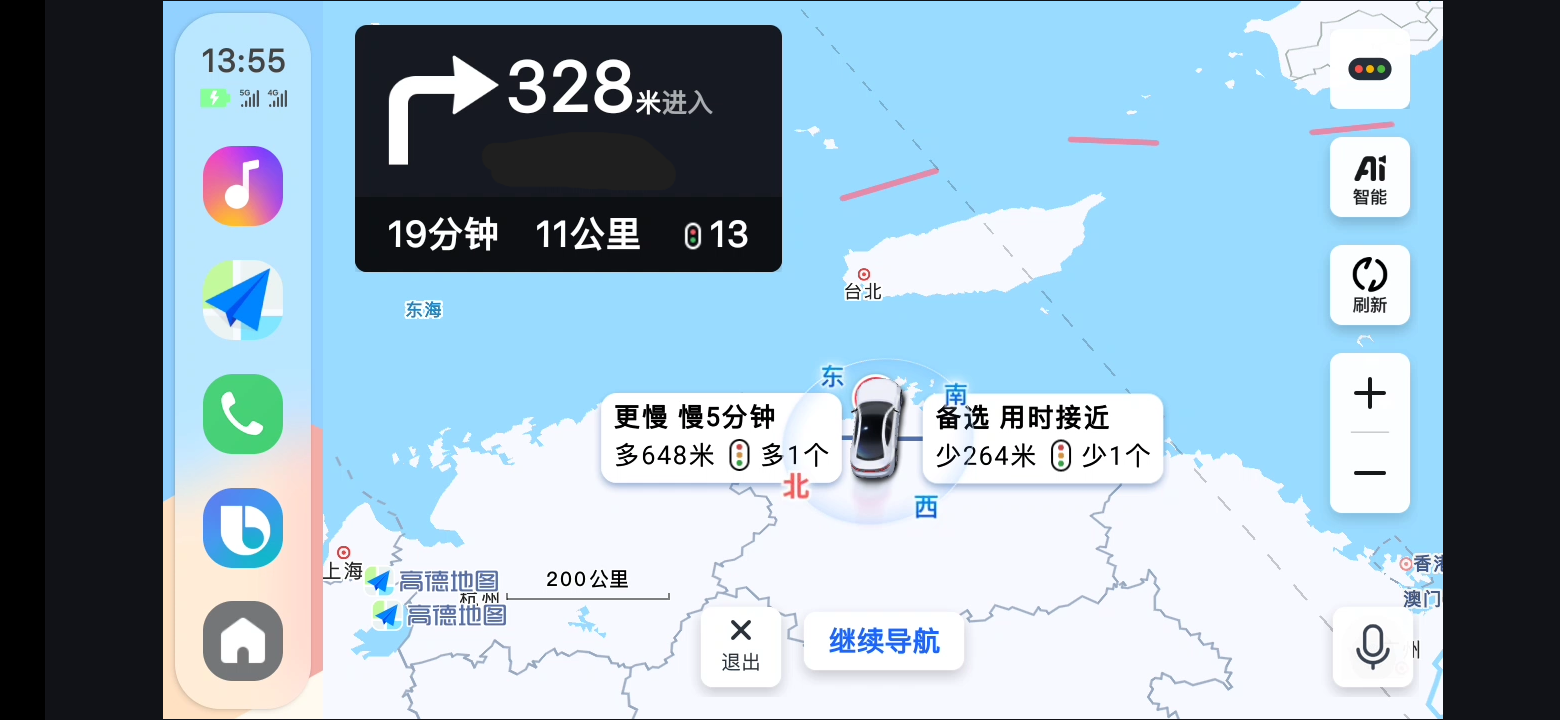 13:55
5G 4G
328米进入
19分钟 11公里 13
Ai
智能
台北
刷新
东海
东
南
更慢 慢5分钟
多648米 多1个
备选 用时接近
少264米 少1个
北
西
上海
高德地图
200公里
杭州
高德地图
香港
澳门
退出
继续导航
州